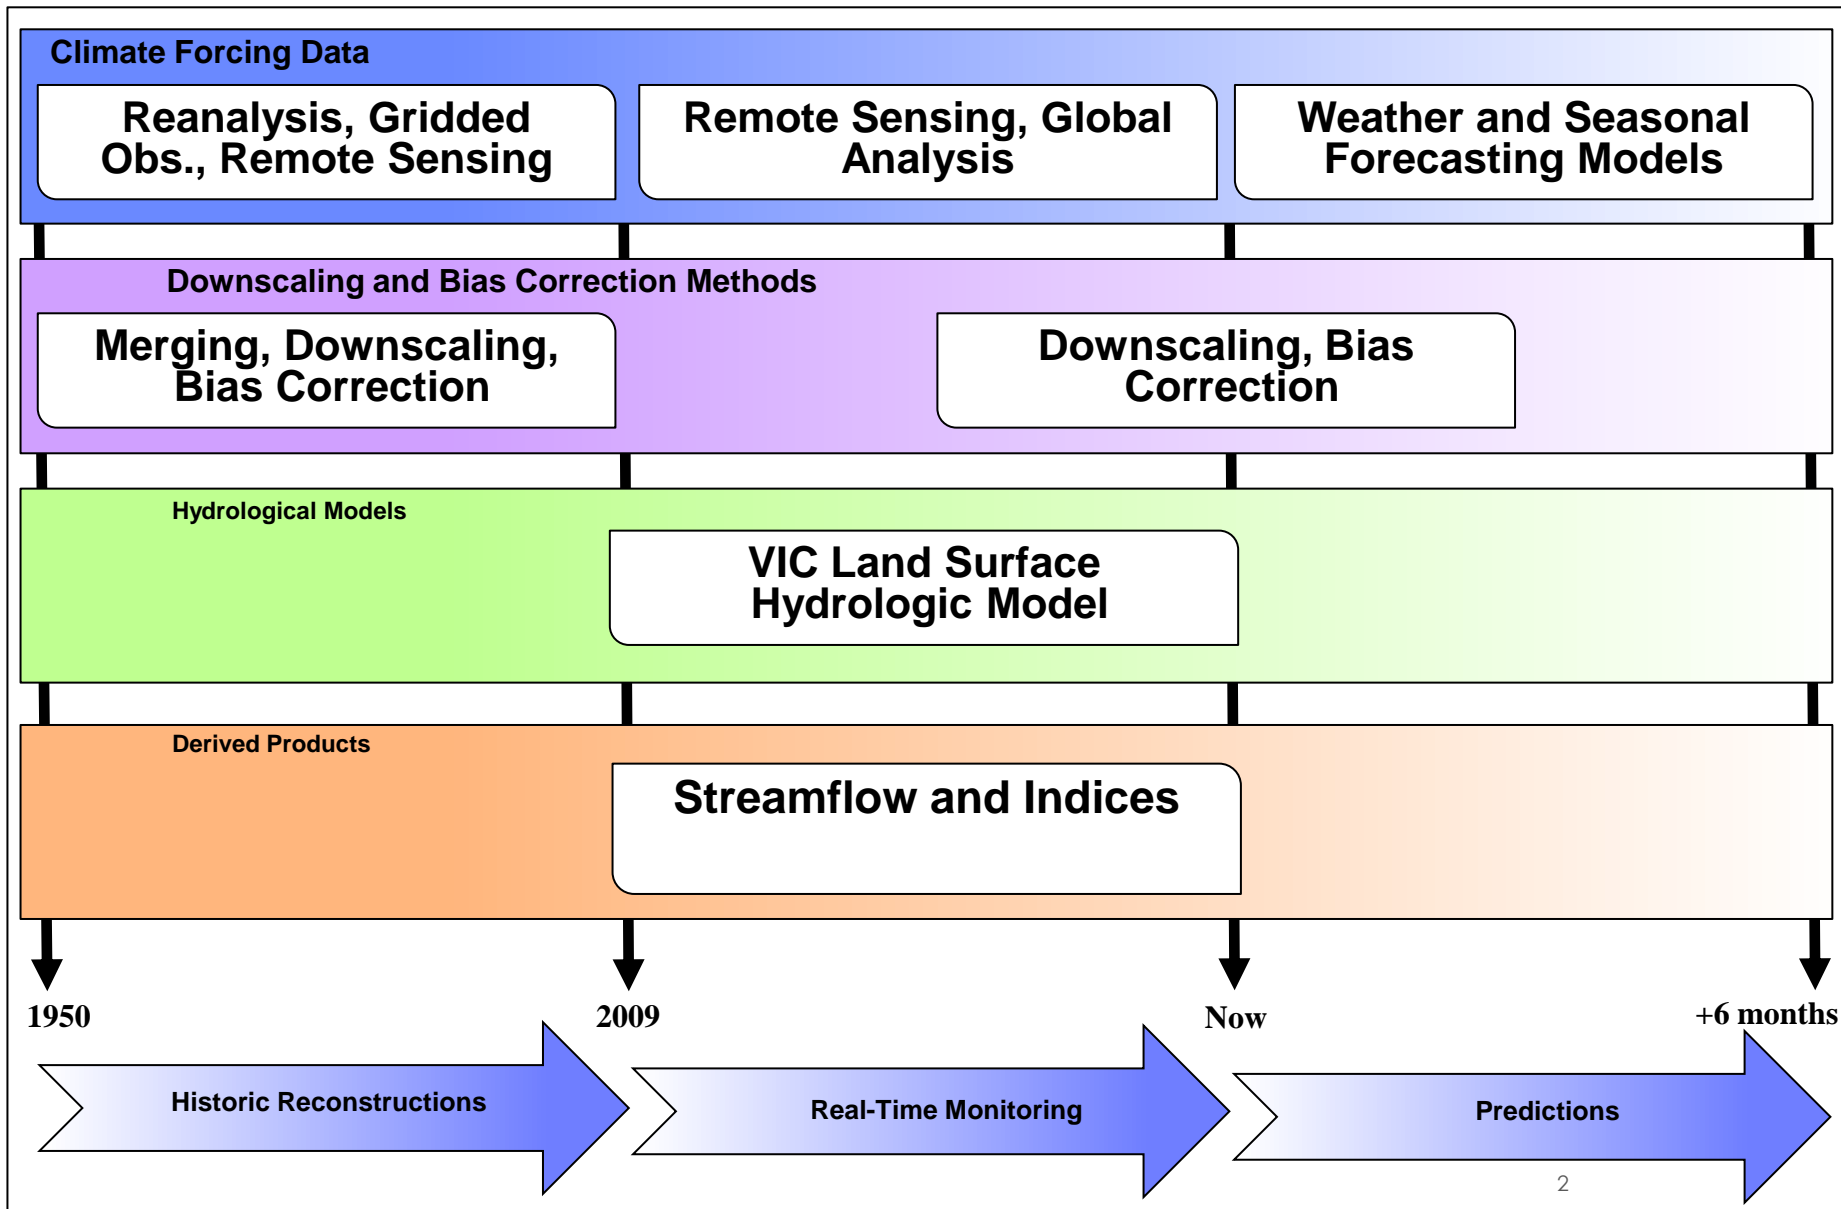 Climate Forcing Data
Reanalysis, Gridded
Obs., Remote Sensing
Remote Sensing, Global
Analysis
Weather and Seasonal
Forecasting Models
Downscaling and Bias Correction Methods
Merging, Downscaling,
Bias Correction
Downscaling, Bias
Correction
Hydrological Models
VIC Land Surface
Hydrologic Model
Derived Products
Streamflow and Indices
1950
2009
Now
+6 months
Historic Reconstructions
Real-Time Monitoring
Predictions
2